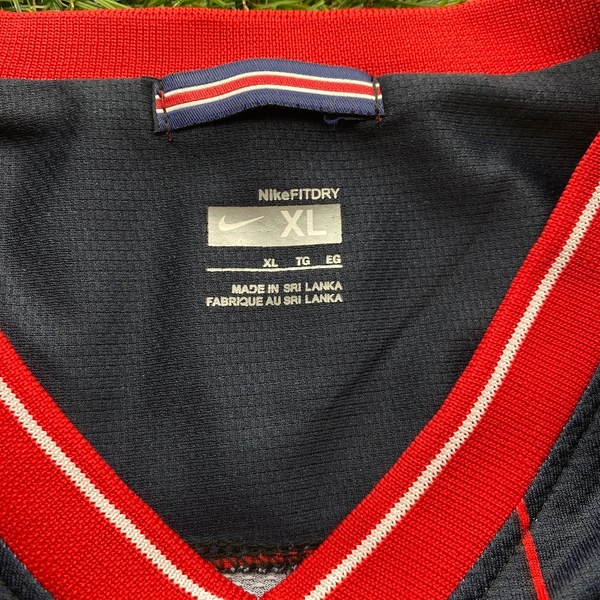 NikeFITDRY
XL
XL TG EG
MADE IN SRI LANKA
FABRIQUE AU SRI LANKA